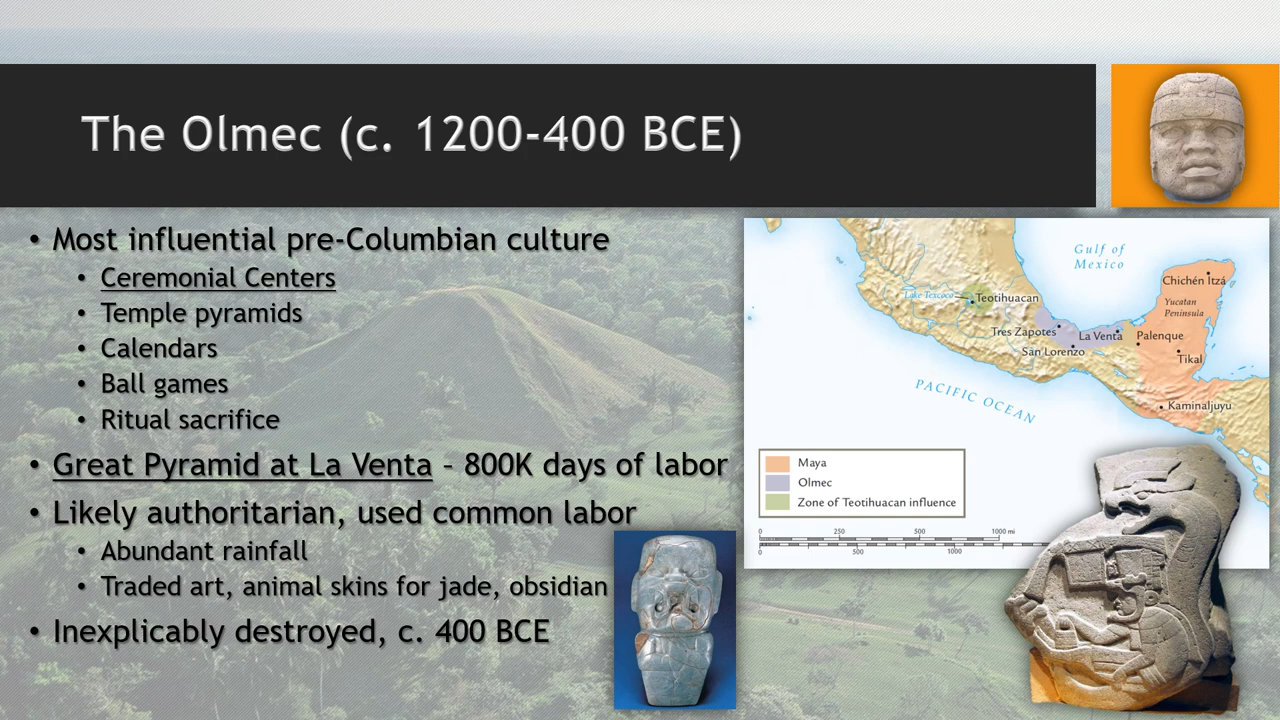 The Olmec (c. 1200-400 BCE)
• Most influential pre-Columbian culture
• Ceremonial Centers
• Temple pyramids
• Calendars
• Ball games
• Ritual sacrifice
• Great Pyramid at La Venta – 800K days of labor
• Likely authoritarian, used common labor
• Abundant rainfall
• Traded art, animal skins for jade, obsidian
• Inexplicably destroyed, c. 400 BCE
Gulf of
Mexico
Chichén Itzá
Lake Texcoco
Teotihuacan
Yucatan
Peninsula
Tres Zapotes
La Venta
Palenque
San Lorenzo
Tikal
PACIFIC OCEAN
Kaminaljuyu
Maya
Olmec
Zone of Teotihuacan influence
0 250 500 1000 mi
0 500 1000